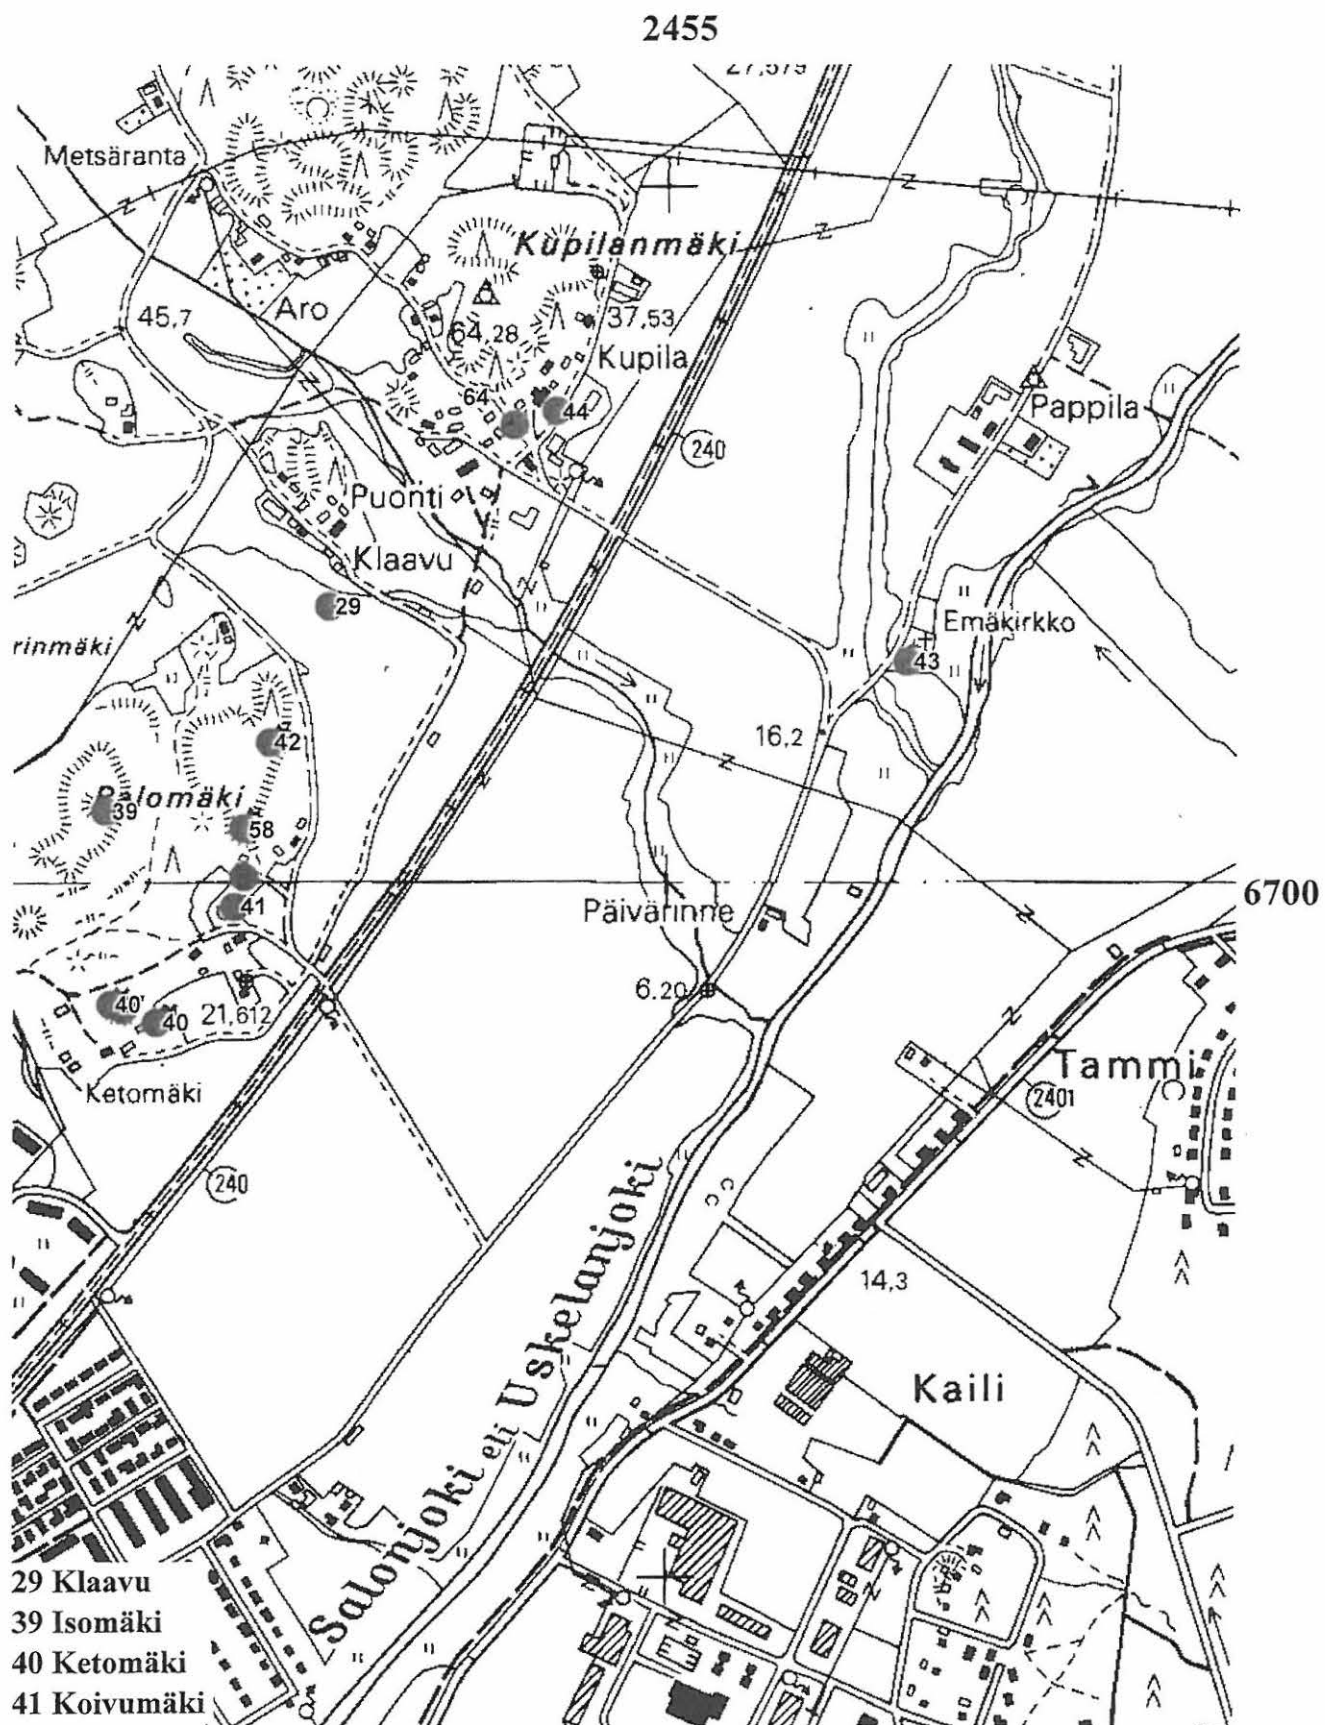 2455
27,579
Metsäranta
Kupilanmäki
Aro
45,7
37,53
64,28
Kupila
64
44
Pappila
240
Puonti
Klaavu
29
Emäkirkko
rinmäki
43
42
16,2
Palomäki
39
58
6700
41
Päivärinne
6.20
40
40
21,612
Tammi
Ketomäki
2401
240
14,3
Salonjoki eli Uskelanjoki
Kaili
29 Klaavu
39 Isomäki
40 Ketomäki
41 Koivumäki